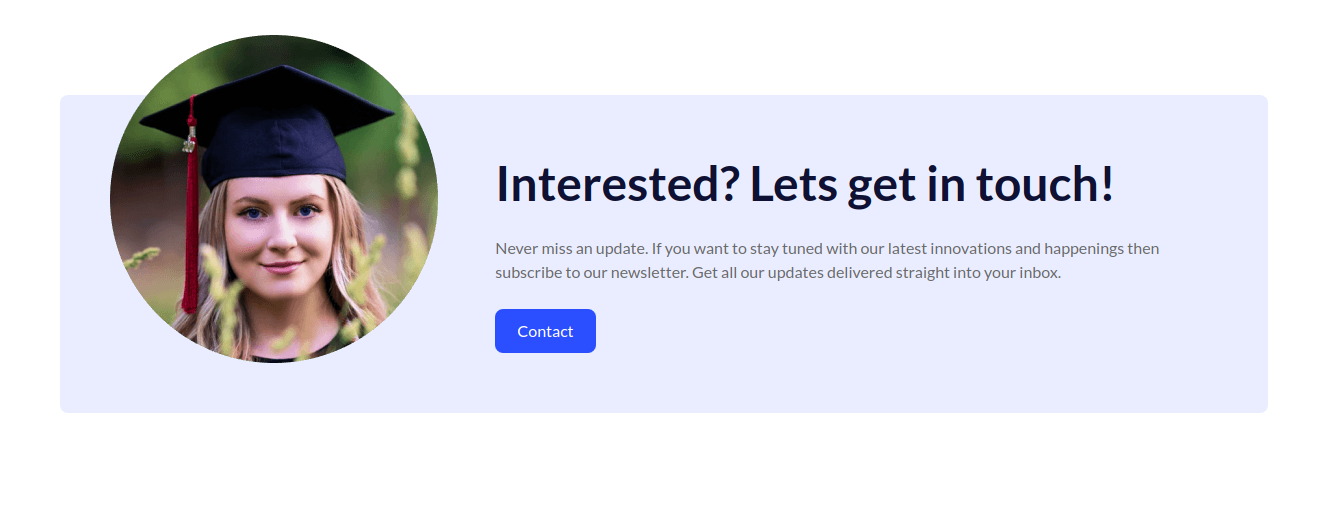 Interested? Lets get in touch!
Never miss an update. If you want to stay tuned with our latest innovations and happenings then
subscribe to our newsletter. Get all our updates delivered straight into your inbox.
Contact